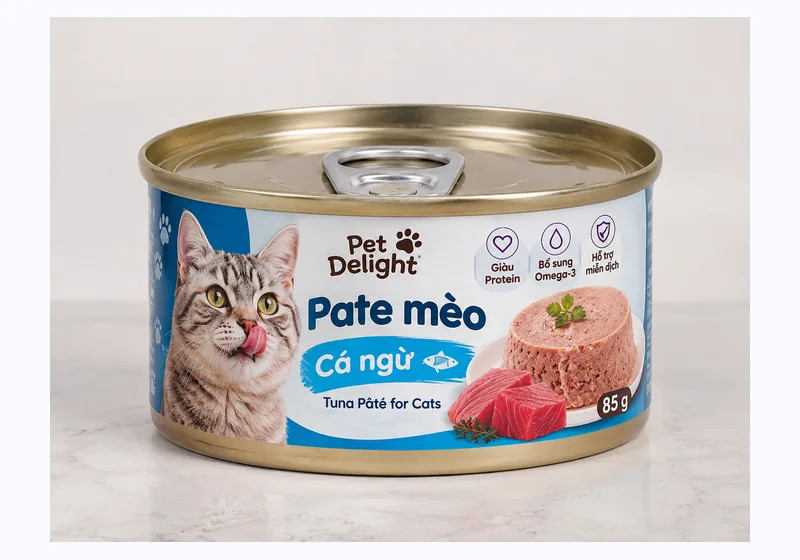 Pet
Delight
Giàu
Protein
Bổ sung
Omega-3
Hỗ trợ
miễn dịch
Pate mèo
Cá ngừ
Tuna Pâté for Cats
85 g